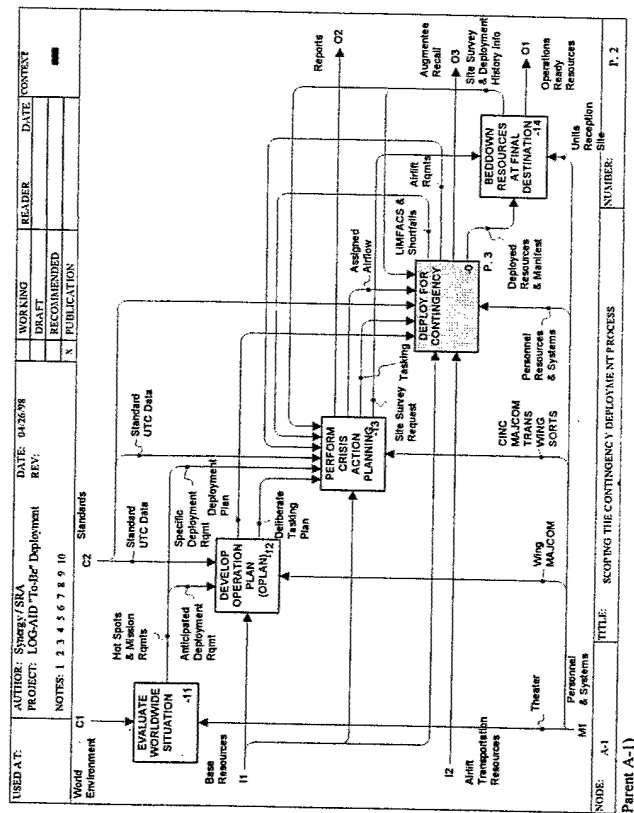 USED AT:
AUTHOR: Synergy/SRA
DATE: 04/26/98
WORKING
READER
DATE
CONTEXT
PROJECT: LOG-AID "To-Be" Deployment
REV:
DRAFT
RECOMMENDED
NOTES: 1 2 3 4 5 6 7 8 9 10
X PUBLICATION
World
Environment
C1
C2
Standards
Hot Spots
& Mission
Rqmts
Standard
UTC Data
Standard
UTC Data
EVALUATE
WORLDWIDE
SITUATION
-11
Anticipated
Deployment
Rqmt
Specific
Deployment
Rqmt
Deployment
Plan
Base
Resources
I1
DEVELOP
OPERATION
PLAN
(OPLAN)
-12
Deliberate
Tasking
Plan
PERFORM
CRISIS
ACTION
PLANNING
-13
Site Survey
Request
Tasking
Assigned
Airflow
LIMFACS &
Shortfalls
Airlift
Rqmts
Reports
O2
Augmentee
Recall
O3
Site Survey
& Deployment
History Info
DEPLOY FOR
CONTINGENCY
-0
P. 3
BEDDOWN
RESOURCES
AT FINAL
DESTINATION
-14
O1
Operations
Ready
Resources
Deployed
Resources
& Manifest
I2
Airlift
Transportation
Resources
Theater
Wing
MAJCOM
CINC
MAJCOM
TRANS
WING
SORTS
Personnel
Resources
& Systems
Units
Reception
Site
M1
Personnel
& Systems
NODE: A-1
TITLE: SCOPING THE CONTINGENCY DEPLOYMENT PROCESS
NUMBER:
P. 2
Parent A-1)